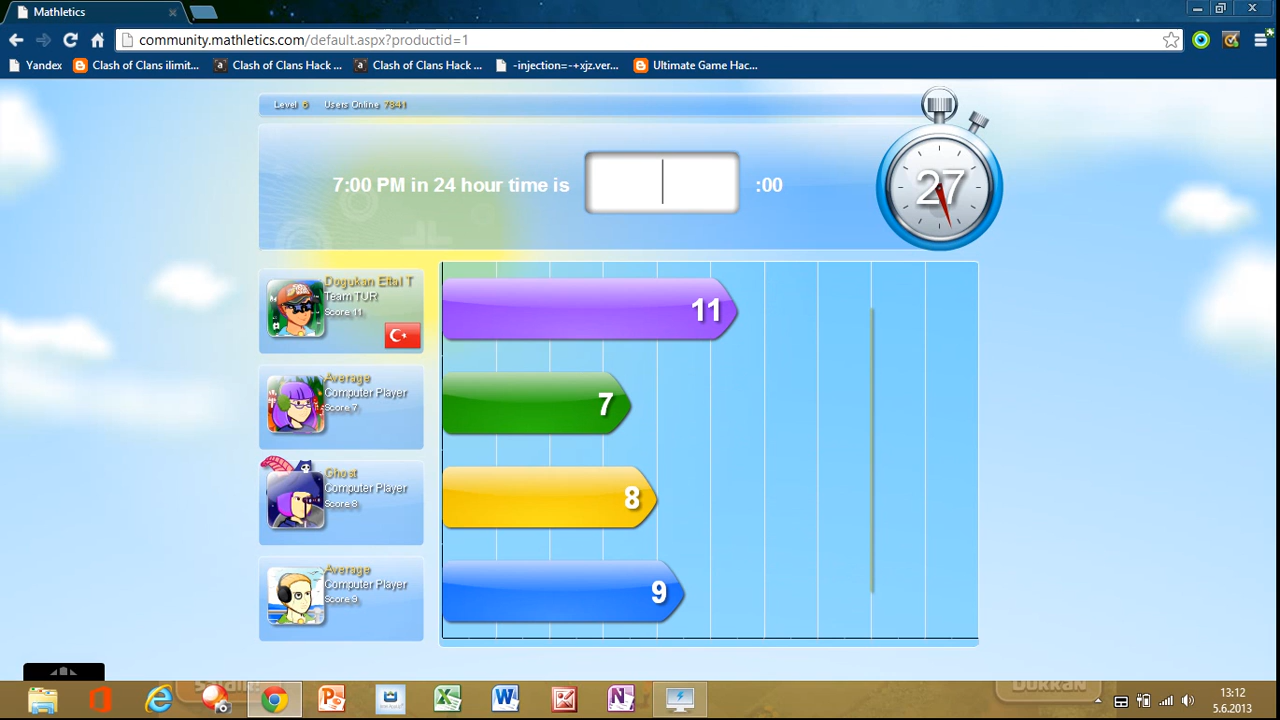 Mathletics
community.mathletics.com/default.aspx?productid=1
Yandex Clash of Clans ilimit... Clash of Clans Hack ... Clash of Clans Hack ... -injection=-+xjz.ver... Ultimate Game Hac...
Level 6 Users Online 7841
7:00 PM in 24 hour time is :00
27
Dogukan Eftal T
Team TUR
Score 11
11
Average
Computer Player
Score 7
7
Ghost
Computer Player
Score 8
8
Average
Computer Player
Score 9
9
DÜKKAN
13:12
5.6.2013